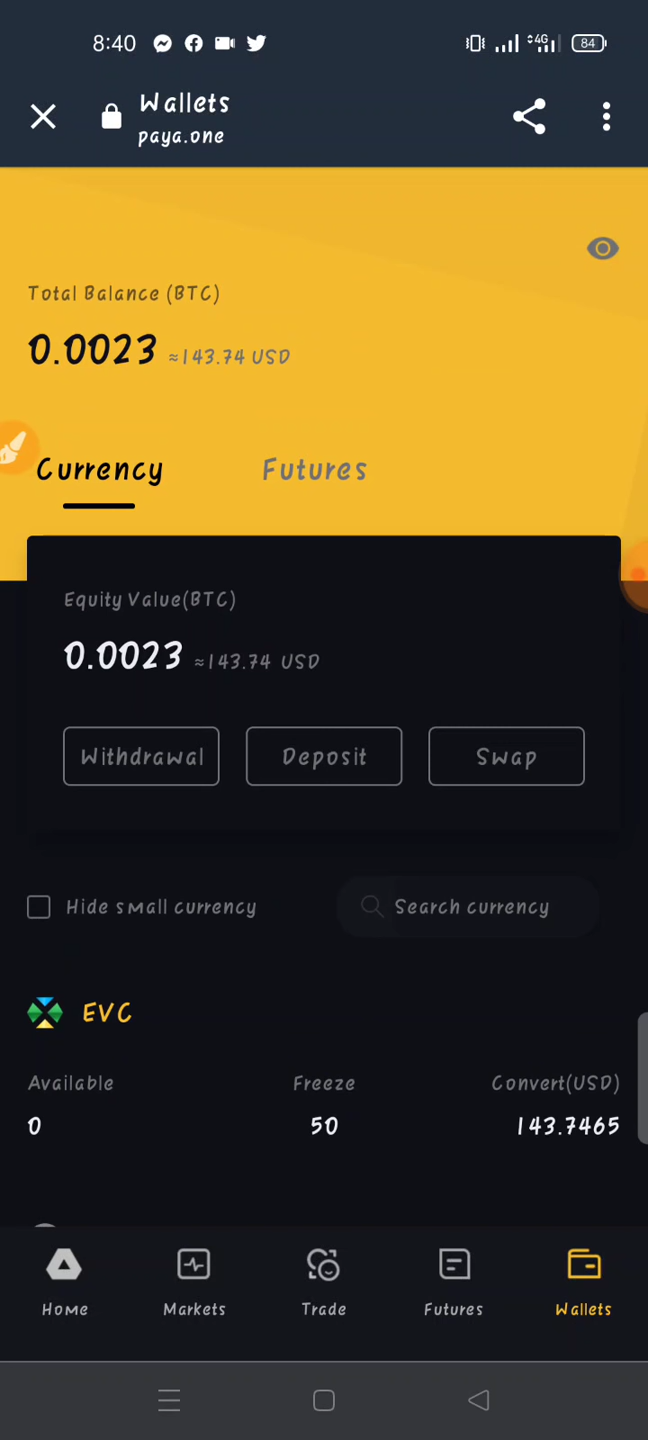 8:40
4G
84
Wallets
paya.one
Total Balance (BTC)
0.0023 ≈143.74 USD
Currency
Futures
Equity Value(BTC)
0.0023 ≈143.74 USD
Withdrawal
Deposit
Swap
Hide small currency
Search currency
EVC
Available
Freeze
Convert(USD)
0
50
143.7465
Home
Markets
Trade
Futures
Wallets